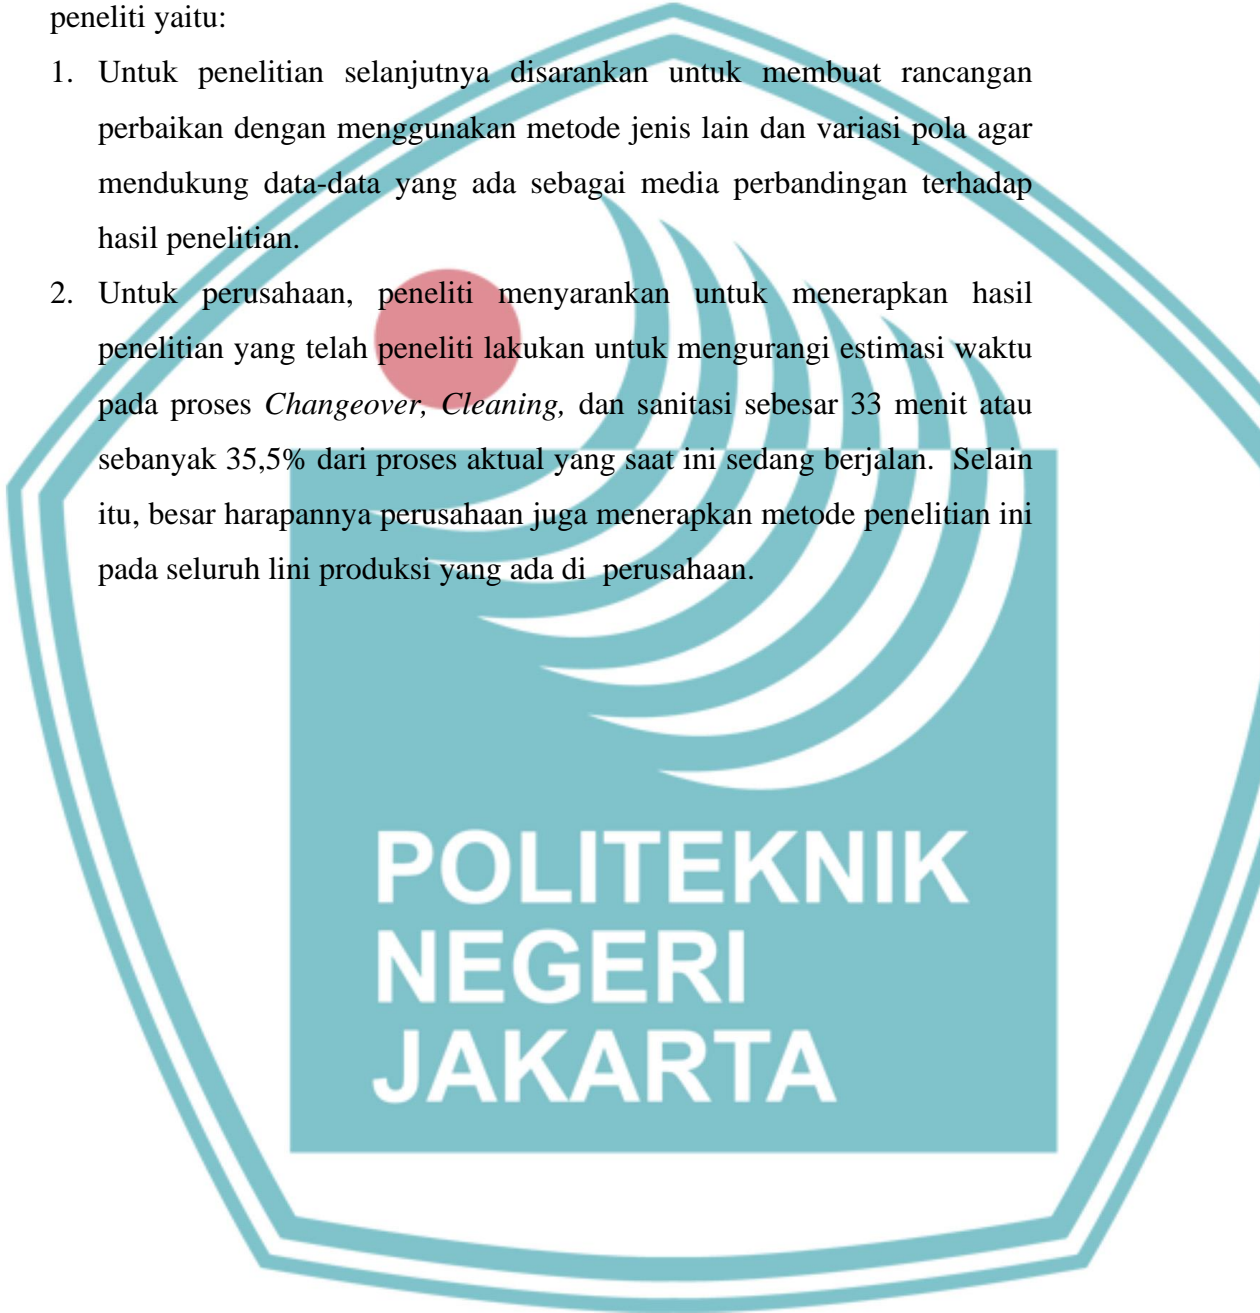 peneliti yaitu:
1. Untuk penelitian selanjutnya disarankan untuk membuat rancangan
perbaikan dengan menggunakan metode jenis lain dan variasi pola agar
mendukung data-data yang ada sebagai media perbandingan terhadap
hasil penelitian.
2. Untuk perusahaan, peneliti menyarankan untuk menerapkan hasil
penelitian yang telah peneliti lakukan untuk mengurangi estimasi waktu
pada proses Changeover, Cleaning, dan sanitasi sebesar 33 menit atau
sebanyak 35,5% dari proses aktual yang saat ini sedang berjalan. Selain
itu, besar harapannya perusahaan juga menerapkan metode penelitian ini
pada seluruh lini produksi yang ada di perusahaan.
POLITEKNIK
NEGERI
JAKARTA